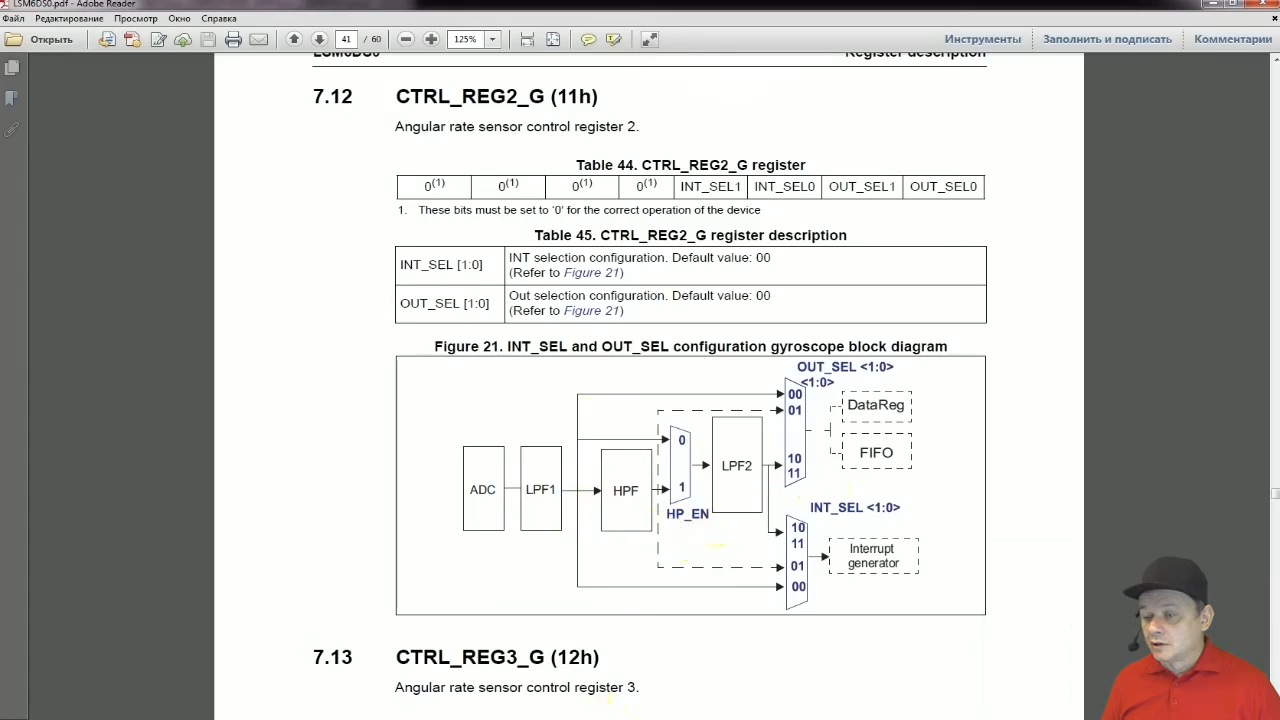 LSM6DS0.pdf - Adobe Reader
Файл Редактирование Просмотр Окно Справка
Открыть 41 / 60 125% Инструменты Заполнить и подписать Комментарии
LSM6DS0 Register description
7.12 CTRL_REG2_G (11h)
Angular rate sensor control register 2.
Table 44. CTRL_REG2_G register
0(1) 0(1) 0(1) 0(1) INT_SEL1 INT_SEL0 OUT_SEL1 OUT_SEL0
1. These bits must be set to ‘0’ for the correct operation of the device
Table 45. CTRL_REG2_G register description
INT_SEL [1:0] INT selection configuration. Default value: 00
(Refer to Figure 21)
OUT_SEL [1:0] Out selection configuration. Default value: 00
(Refer to Figure 21)
Figure 21. INT_SEL and OUT_SEL configuration gyroscope block diagram
OUT_SEL <1:0>
<1:0>
00
01
DataReg
0
10
FIFO
LPF2
11
ADC
LPF1
HPF
1
HP_EN
INT_SEL <1:0>
10
11
Interrupt
generator
01
00
7.13 CTRL_REG3_G (12h)
Angular rate sensor control register 3.